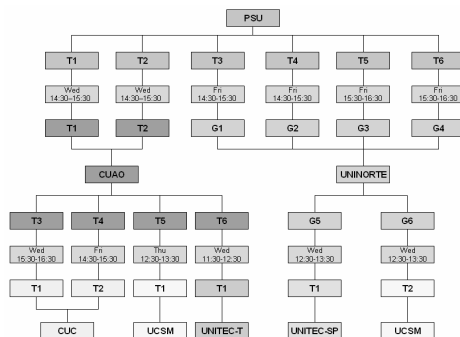 PSU
T1 T2 T3 T4 T5 T6
Wed Wed Fri Fri Fri Fri
14:30–15:30 14:30–15:30 14:30-15:30 14:30-15:30 15:30-16:30 15:30-16:30
T1 T2 G1 G2 G3 G4
CUAO UNINORTE
T3 T4 T5 T6 G5 G6
Wed Fri Thu Wed Wed Wed
15:30-16:30 14:30-15:30 12:30-13:30 11:30-12:30 12:30-13:30 12:30-13:30
T1 T2 T1 T1 T1 T2
CUC UCSM UNITEC-T UNITEC-SP UCSM